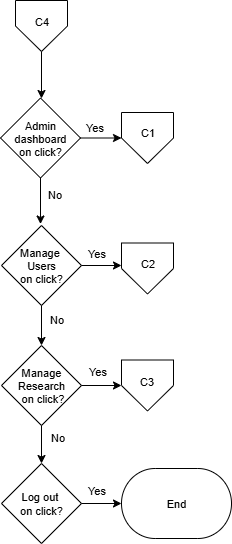 C4
Admin
dashboard
on click?
Yes
C1
No
Manage
Users
on click?
Yes
C2
No
Manage
Research
on click?
Yes
C3
No
Log out
on click?
Yes
End